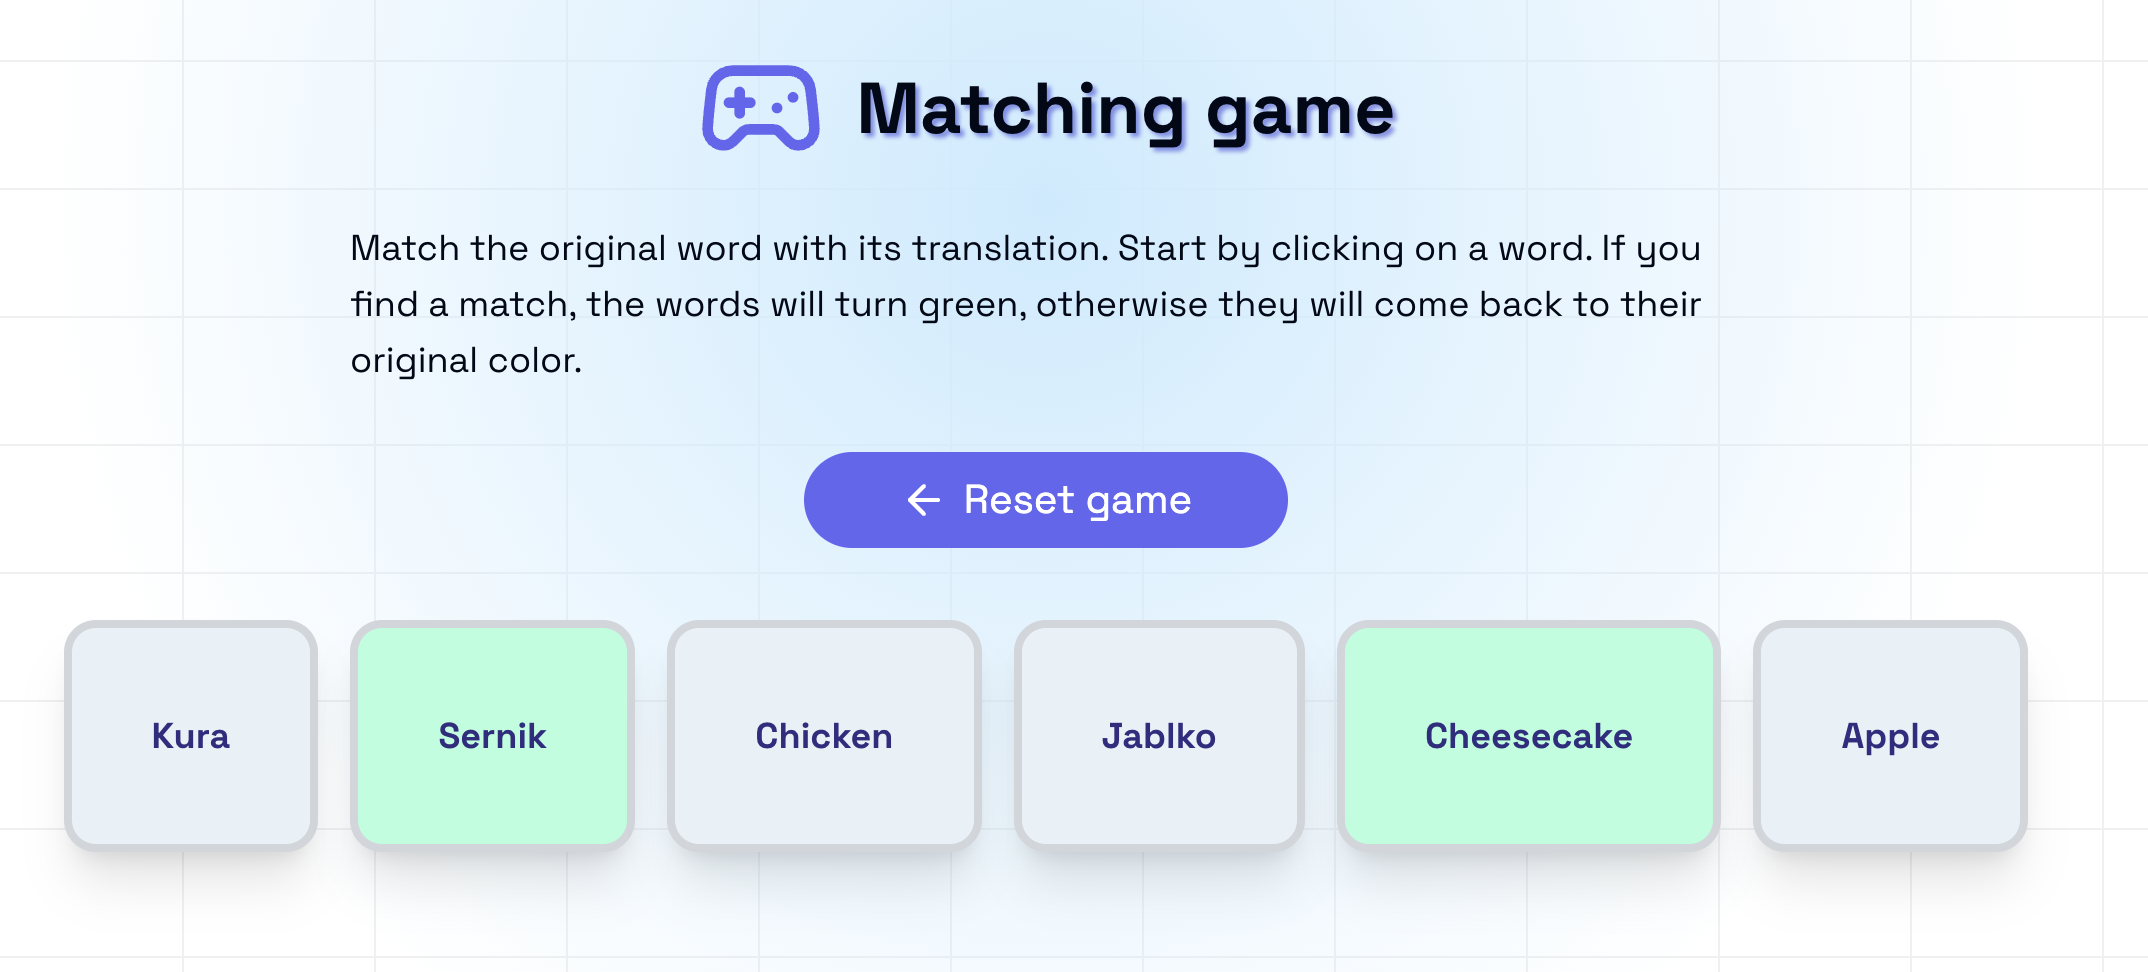 Matching game
Match the original word with its translation. Start by clicking on a word. If you
find a match, the words will turn green, otherwise they will come back to their
original color.
Reset game
Kura
Sernik
Chicken
Jablko
Cheesecake
Apple